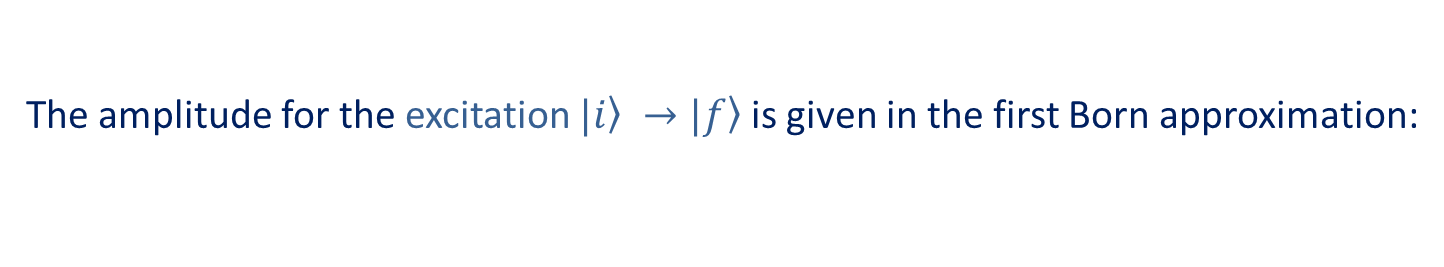 The amplitude for the excitation |i⟩ → |f⟩ is given in the first Born approximation: